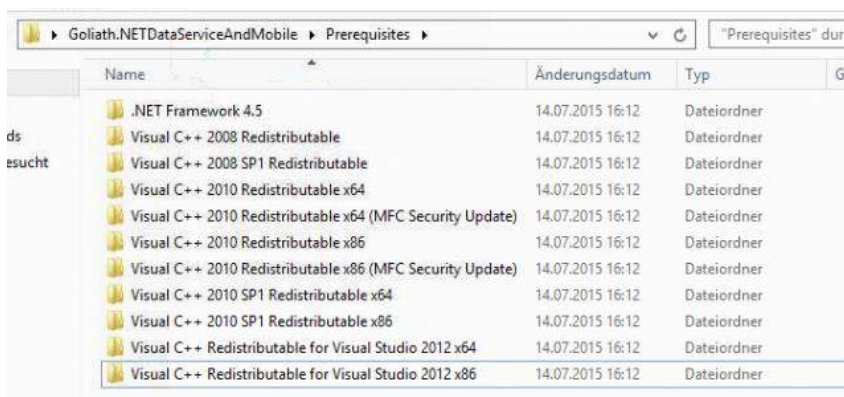 Goliath.NETDataServiceAndMobile Prerequisites "Prerequisites" dur
Name Änderungsdatum Typ G
.NET Framework 4.5 14.07.2015 16:12 Dateiordner
ds Visual C++ 2008 Redistributable 14.07.2015 16:12 Dateiordner
esucht Visual C++ 2008 SP1 Redistributable 14.07.2015 16:12 Dateiordner
Visual C++ 2010 Redistributable x64 14.07.2015 16:12 Dateiordner
Visual C++ 2010 Redistributable x64 (MFC Security Update) 14.07.2015 16:12 Dateiordner
Visual C++ 2010 Redistributable x86 14.07.2015 16:12 Dateiordner
Visual C++ 2010 Redistributable x86 (MFC Security Update) 14.07.2015 16:12 Dateiordner
Visual C++ 2010 SP1 Redistributable x64 14.07.2015 16:12 Dateiordner
Visual C++ 2010 SP1 Redistributable x86 14.07.2015 16:12 Dateiordner
Visual C++ Redistributable for Visual Studio 2012 x64 14.07.2015 16:12 Dateiordner
Visual C++ Redistributable for Visual Studio 2012 x86 14.07.2015 16:12 Dateiordner